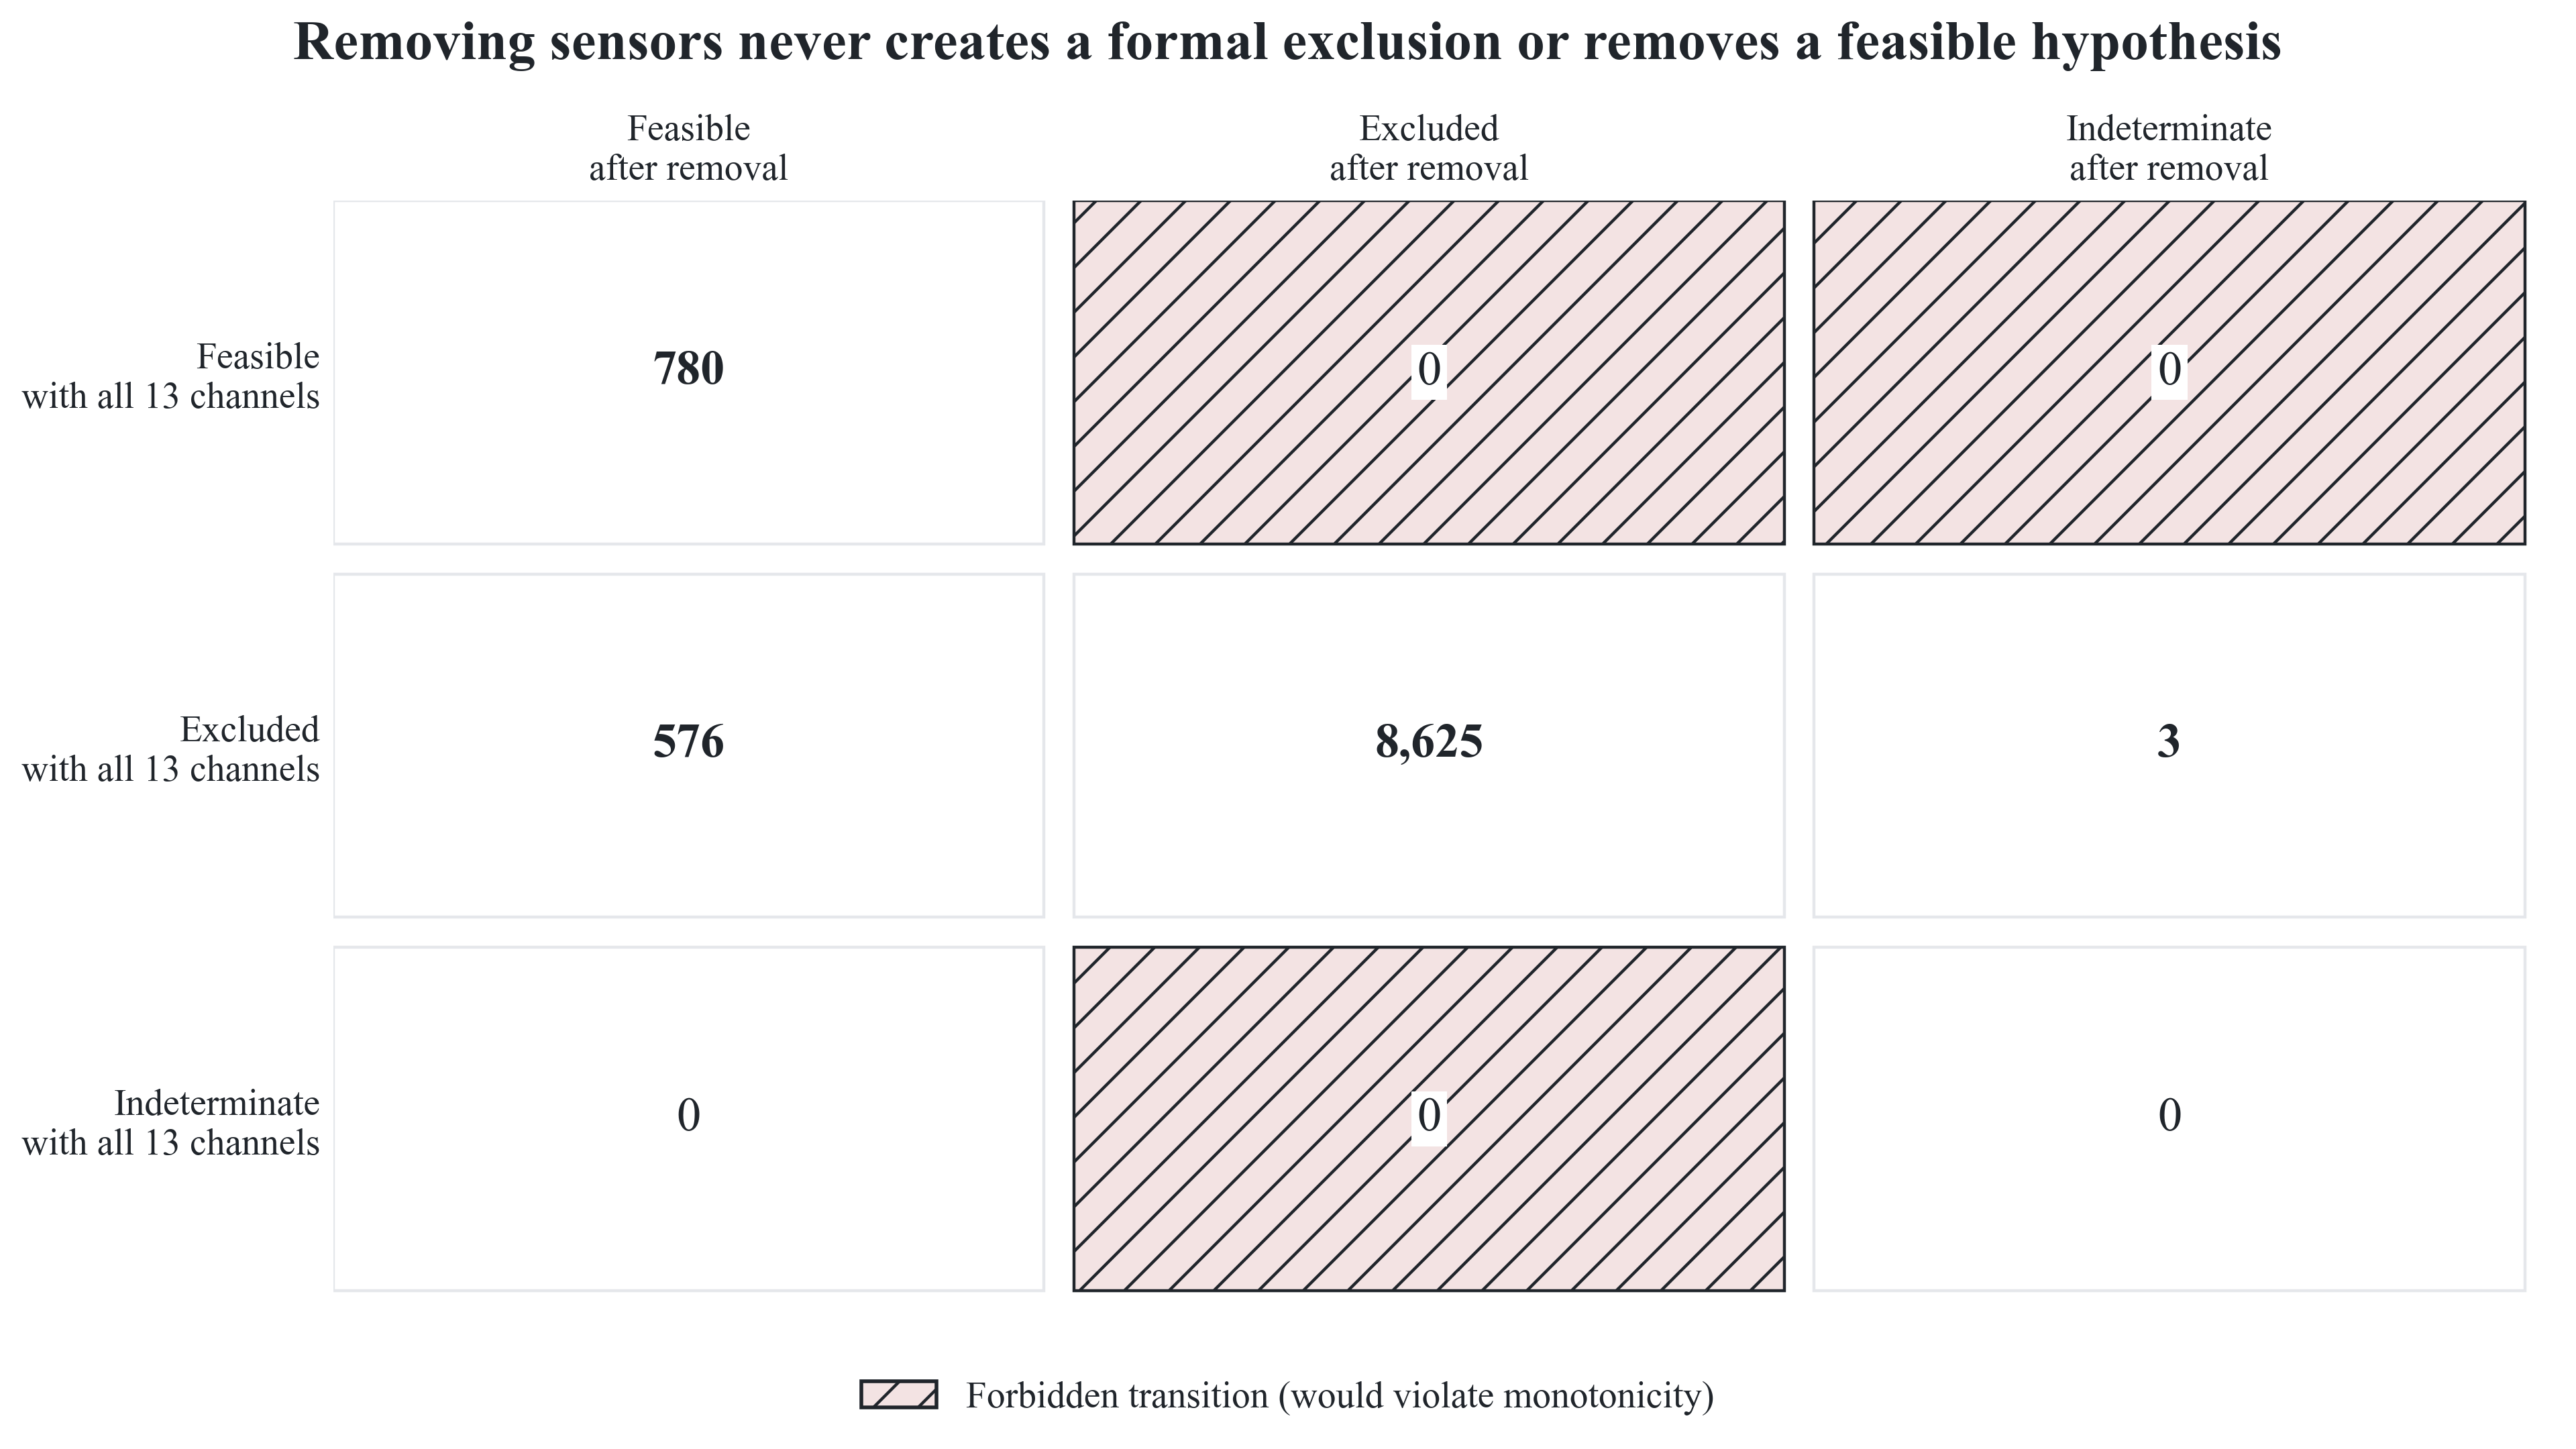 Removing sensors never creates a formal exclusion or removes a feasible hypothesis
Feasible
after removal
Excluded
after removal
Indeterminate
after removal
Feasible
with all 13 channels
780
0
0
Excluded
with all 13 channels
576
8,625
3
Indeterminate
with all 13 channels
0
0
0
Forbidden transition (would violate monotonicity)